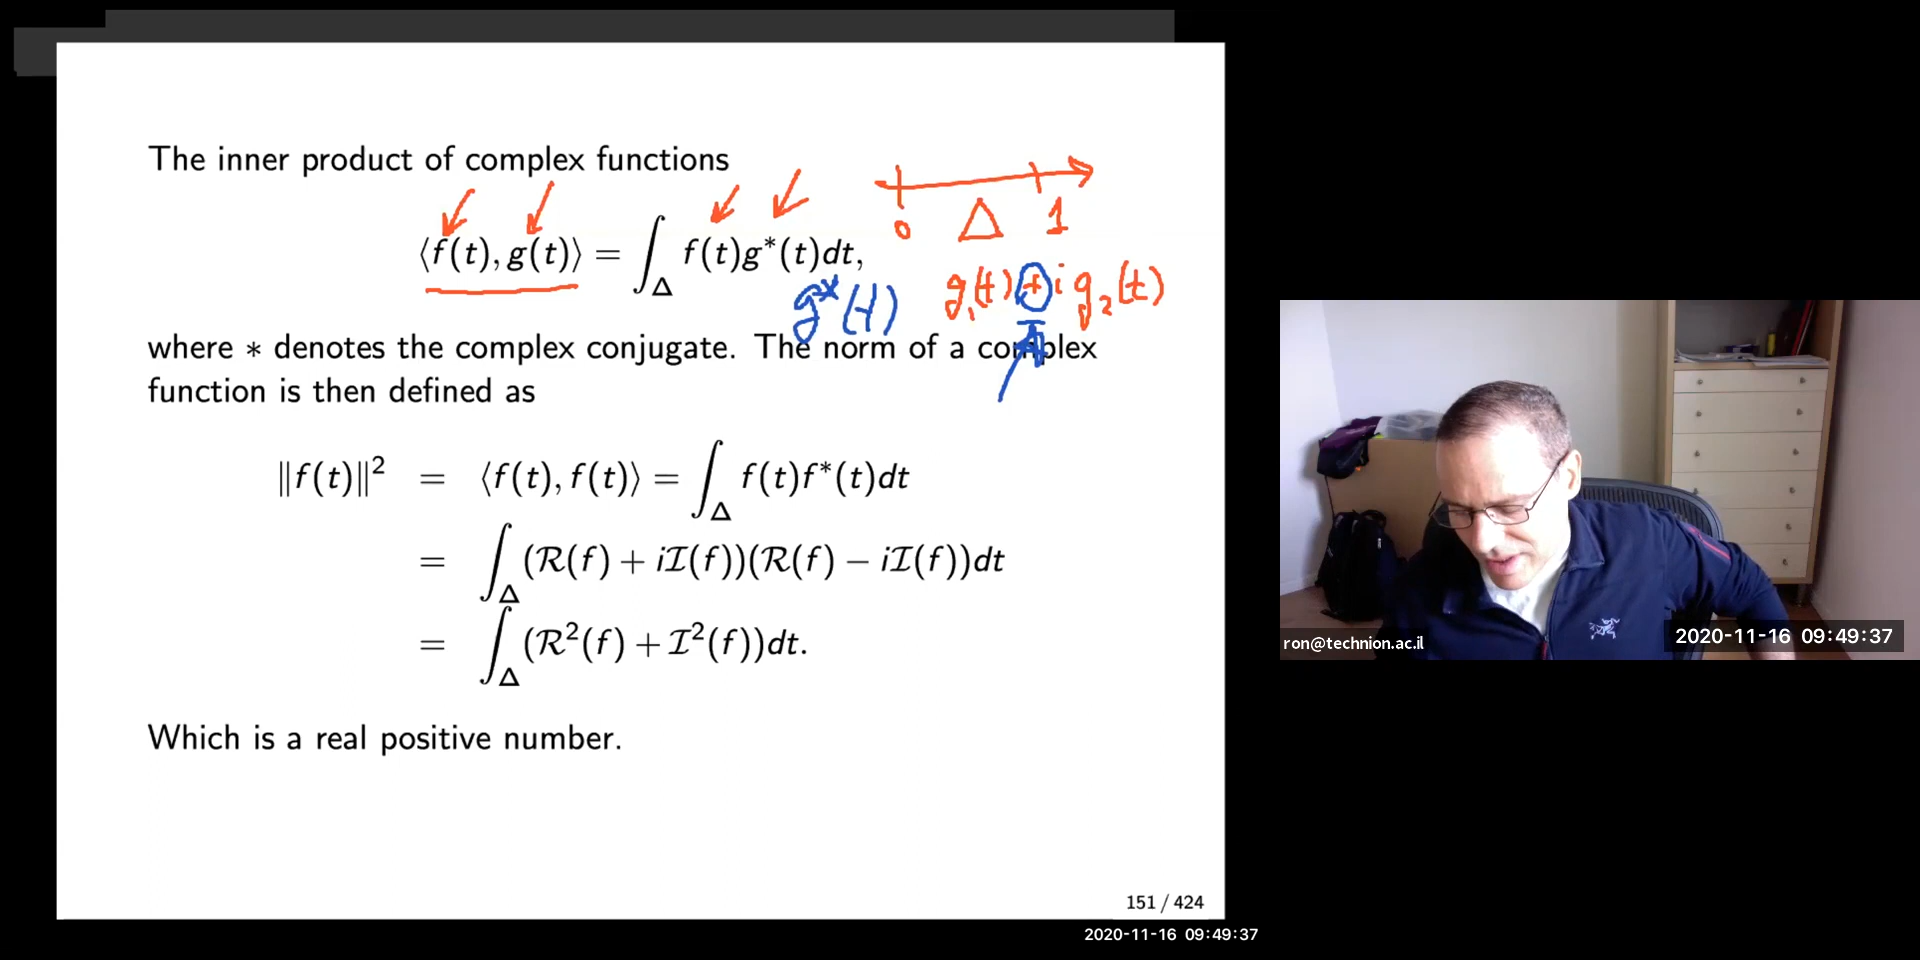 The inner product of complex functions
0 Δ 1
⟨f(t), g(t)⟩ = ∫_Δ f(t)g*(t)dt,
g*(t) g₁(t) + i g₂(t)
where * denotes the complex conjugate. The norm of a complex
function is then defined as
‖f(t)‖² = ⟨f(t), f(t)⟩ = ∫_Δ f(t)f*(t)dt
= ∫_Δ (ℛ(f) + iℐ(f))(ℛ(f) − iℐ(f))dt
= ∫_Δ (ℛ²(f) + ℐ²(f))dt.
Which is a real positive number.
151 / 424
2020-11-16 09:49:37
ron@technion.ac.il
2020-11-16 09:49:37